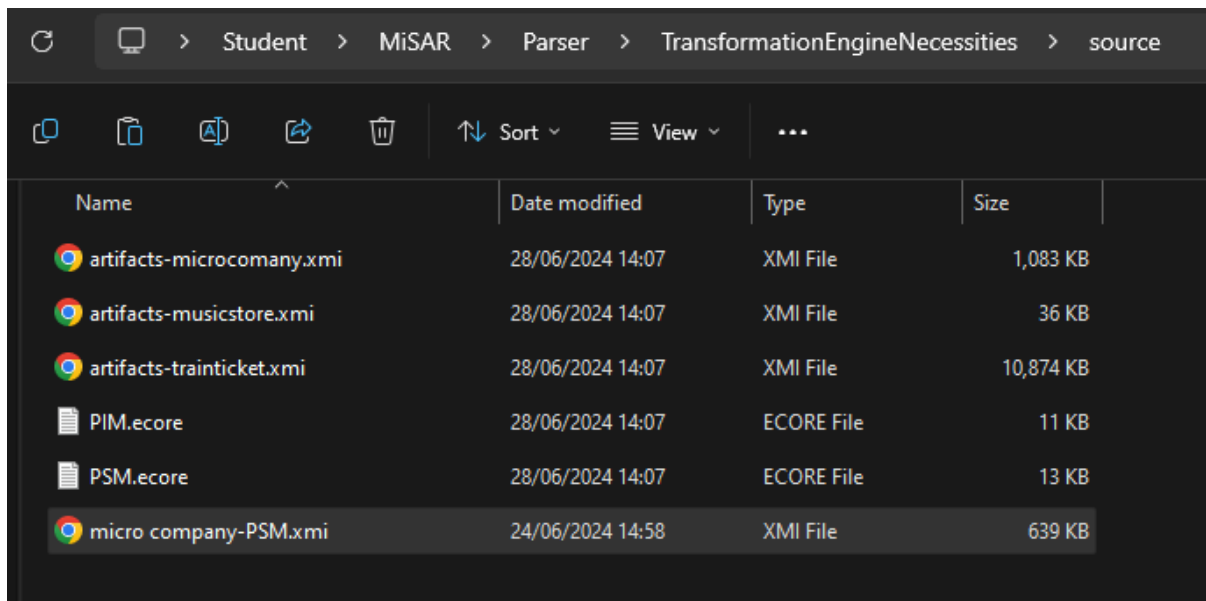 Student > MiSAR > Parser > TransformationEngineNecessities > source
Sort View ...
Name Date modified Type Size
artifacts-microcomany.xmi 28/06/2024 14:07 XMI File 1,083 KB
artifacts-musicstore.xmi 28/06/2024 14:07 XMI File 36 KB
artifacts-trainticket.xmi 28/06/2024 14:07 XMI File 10,874 KB
PIM.ecore 28/06/2024 14:07 ECORE File 11 KB
PSM.ecore 28/06/2024 14:07 ECORE File 13 KB
micro company-PSM.xmi 24/06/2024 14:58 XMI File 639 KB